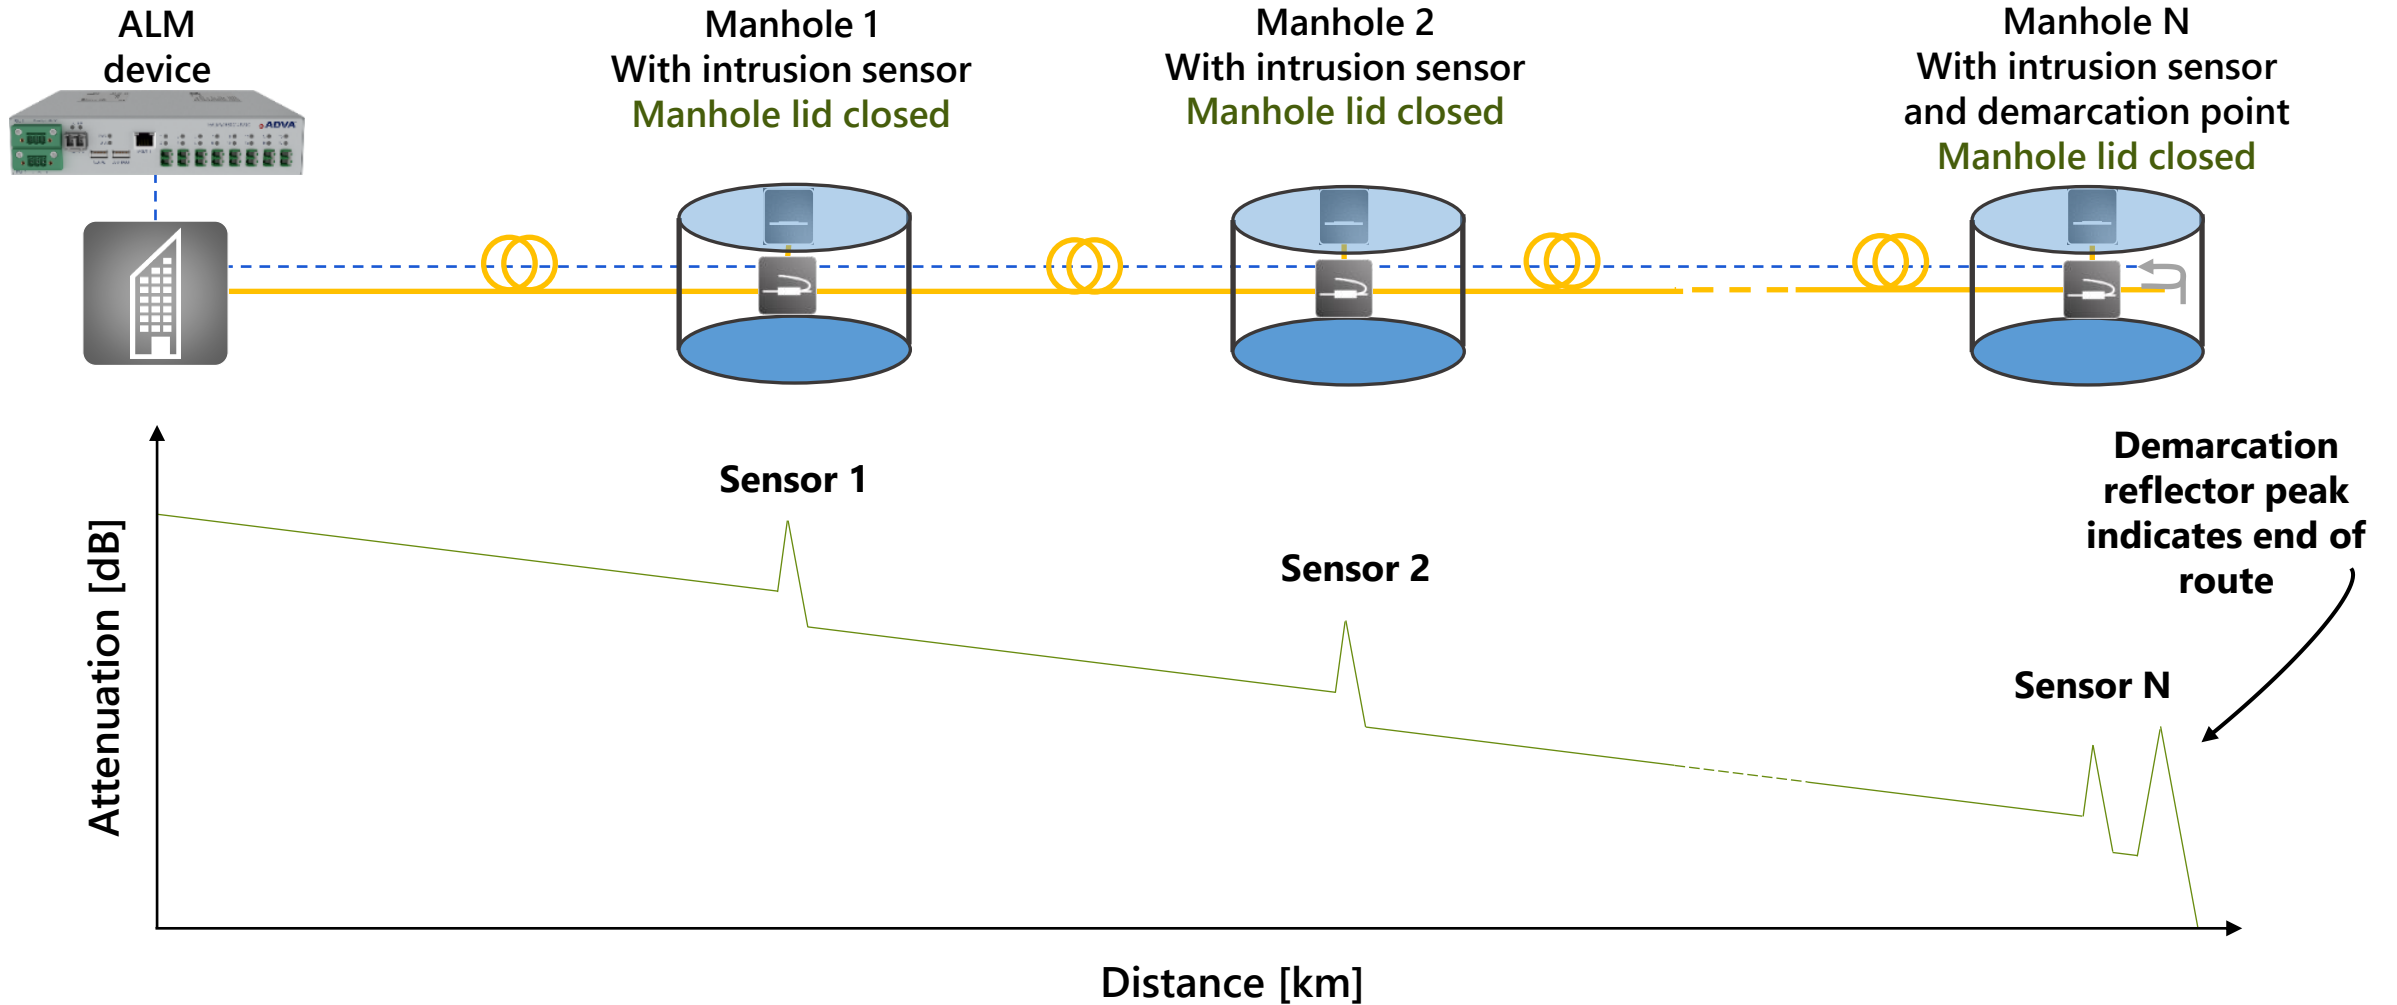 ALM
device
ADVA
Manhole 1
With intrusion sensor
Manhole lid closed
Manhole 2
With intrusion sensor
Manhole lid closed
Manhole N
With intrusion sensor
and demarcation point
Manhole lid closed
Attenuation [dB]
Sensor 1
Sensor 2
Sensor N
Demarcation
reflector peak
indicates end of
route
Distance [km]